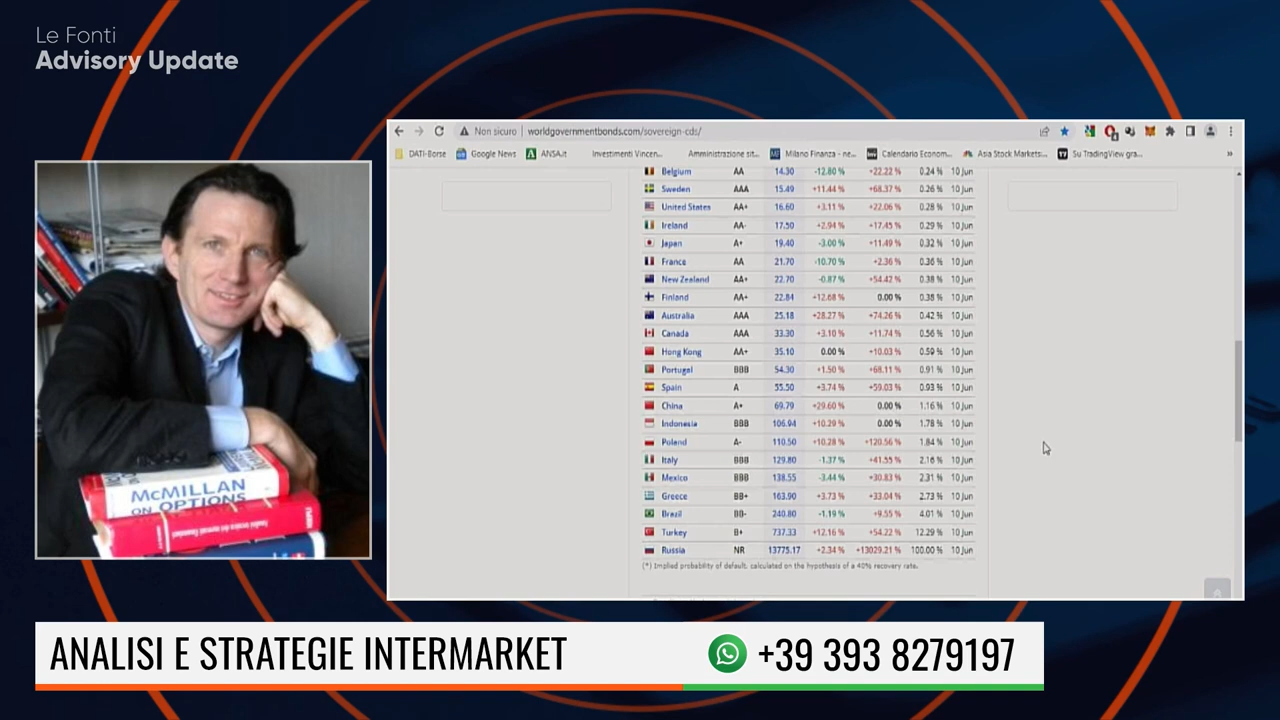 Le Fonti
Advisory Update
Non sicuro worldgovernmentbonds.com/sovereign-cds/
DATI-Borse Google News ANSA.it Investimenti Vincen... Amministrazione sit... Milano Finanza - ne... Calendario Econom... Asia Stock Markets:... Su TradingView gra... »
Belgium AA 14.30 -12.80 % +22.22 % 0.24 % 10 Jun
Sweden AAA 15.49 +11.44 % +68.37 % 0.26 % 10 Jun
United States AA+ 16.60 +3.11 % +22.06 % 0.28 % 10 Jun
Ireland AA- 17.50 +2.94 % +17.45 % 0.29 % 10 Jun
Japan A+ 19.40 -3.00 % +11.49 % 0.32 % 10 Jun
France AA 21.70 -10.70 % +2.36 % 0.36 % 10 Jun
New Zealand AA+ 22.70 -0.87 % +54.42 % 0.38 % 10 Jun
Finland AA+ 22.84 +12.68 % 0.00 % 0.38 % 10 Jun
Australia AAA 25.18 +28.27 % +74.26 % 0.42 % 10 Jun
Canada AAA 33.30 +3.10 % +11.74 % 0.56 % 10 Jun
Hong Kong AA+ 35.10 0.00 % +10.03 % 0.59 % 10 Jun
Portugal BBB 54.30 +1.50 % +68.11 % 0.91 % 10 Jun
Spain A 55.50 +3.74 % +59.03 % 0.93 % 10 Jun
China A+ 69.79 +29.60 % 0.00 % 1.16 % 10 Jun
Indonesia BBB 106.94 +10.29 % 0.00 % 1.78 % 10 Jun
Poland A- 110.50 +10.28 % +120.56 % 1.84 % 10 Jun
Italy BBB 129.80 -1.37 % +41.55 % 2.16 % 10 Jun
Mexico BBB 138.55 -3.44 % +30.83 % 2.31 % 10 Jun
Greece BB+ 163.90 +3.73 % +33.04 % 2.73 % 10 Jun
Brazil BB- 240.80 -1.19 % +9.55 % 4.01 % 10 Jun
Turkey B+ 737.33 +12.16 % +54.22 % 12.29 % 10 Jun
Russia NR 13775.17 +2.34 % +13029.21 % 100.00 % 10 Jun
(*) Implied probability of default, calculated on the hypothesis of a 40% recovery rate.
McMILLAN
ON OPTIONS
ANALISI E STRATEGIE INTERMARKET
+39 393 8279197